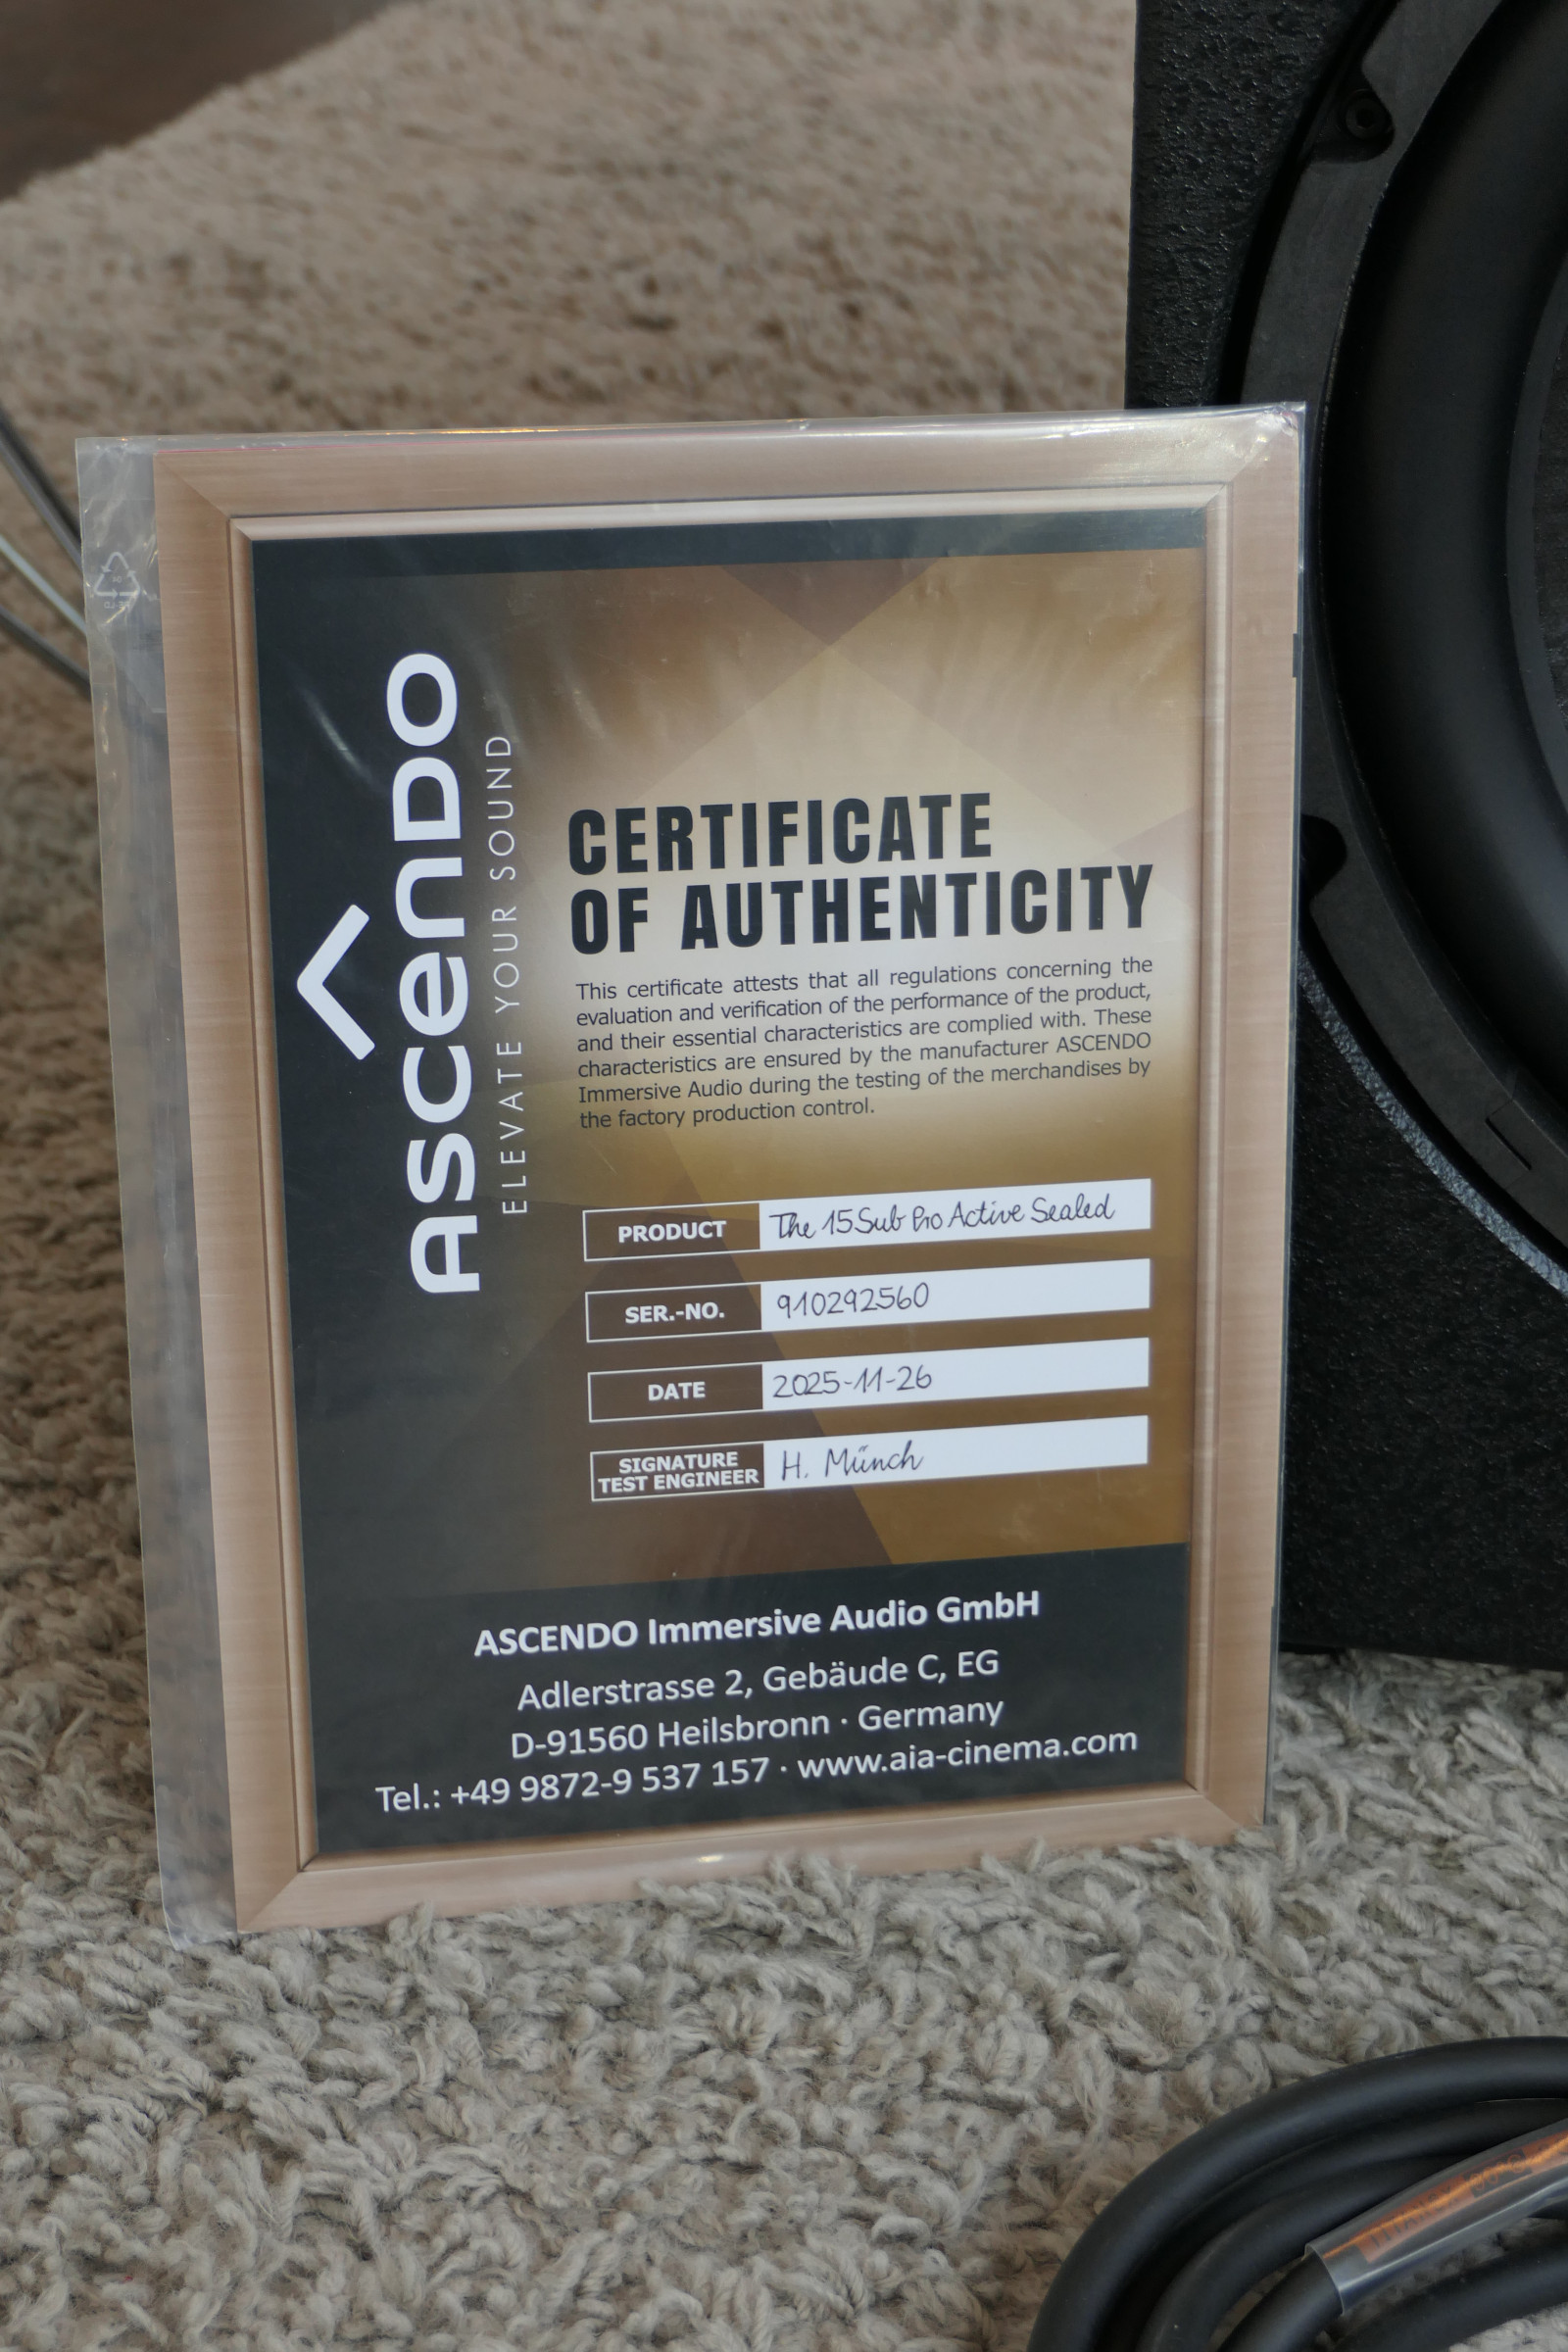 ASCENDO
ELEVATE YOUR SOUND
CERTIFICATE
OF AUTHENTICITY
This certificate attests that all regulations concerning the
evaluation and verification of the performance of the product,
and their essential characteristics are complied with. These
characteristics are ensured by the manufacturer ASCENDO
Immersive Audio during the testing of the merchandises by
the factory production control.
PRODUCT The 15 Sub Pro Active Sealed
SER.-NO. 910292560
DATE 2025-11-26
SIGNATURE
TEST ENGINEER H. Münch
ASCENDO Immersive Audio GmbH
Adlerstrasse 2, Gebäude C, EG
D-91560 Heilsbronn · Germany
Tel.: +49 9872-9 537 157 · www.aia-cinema.com